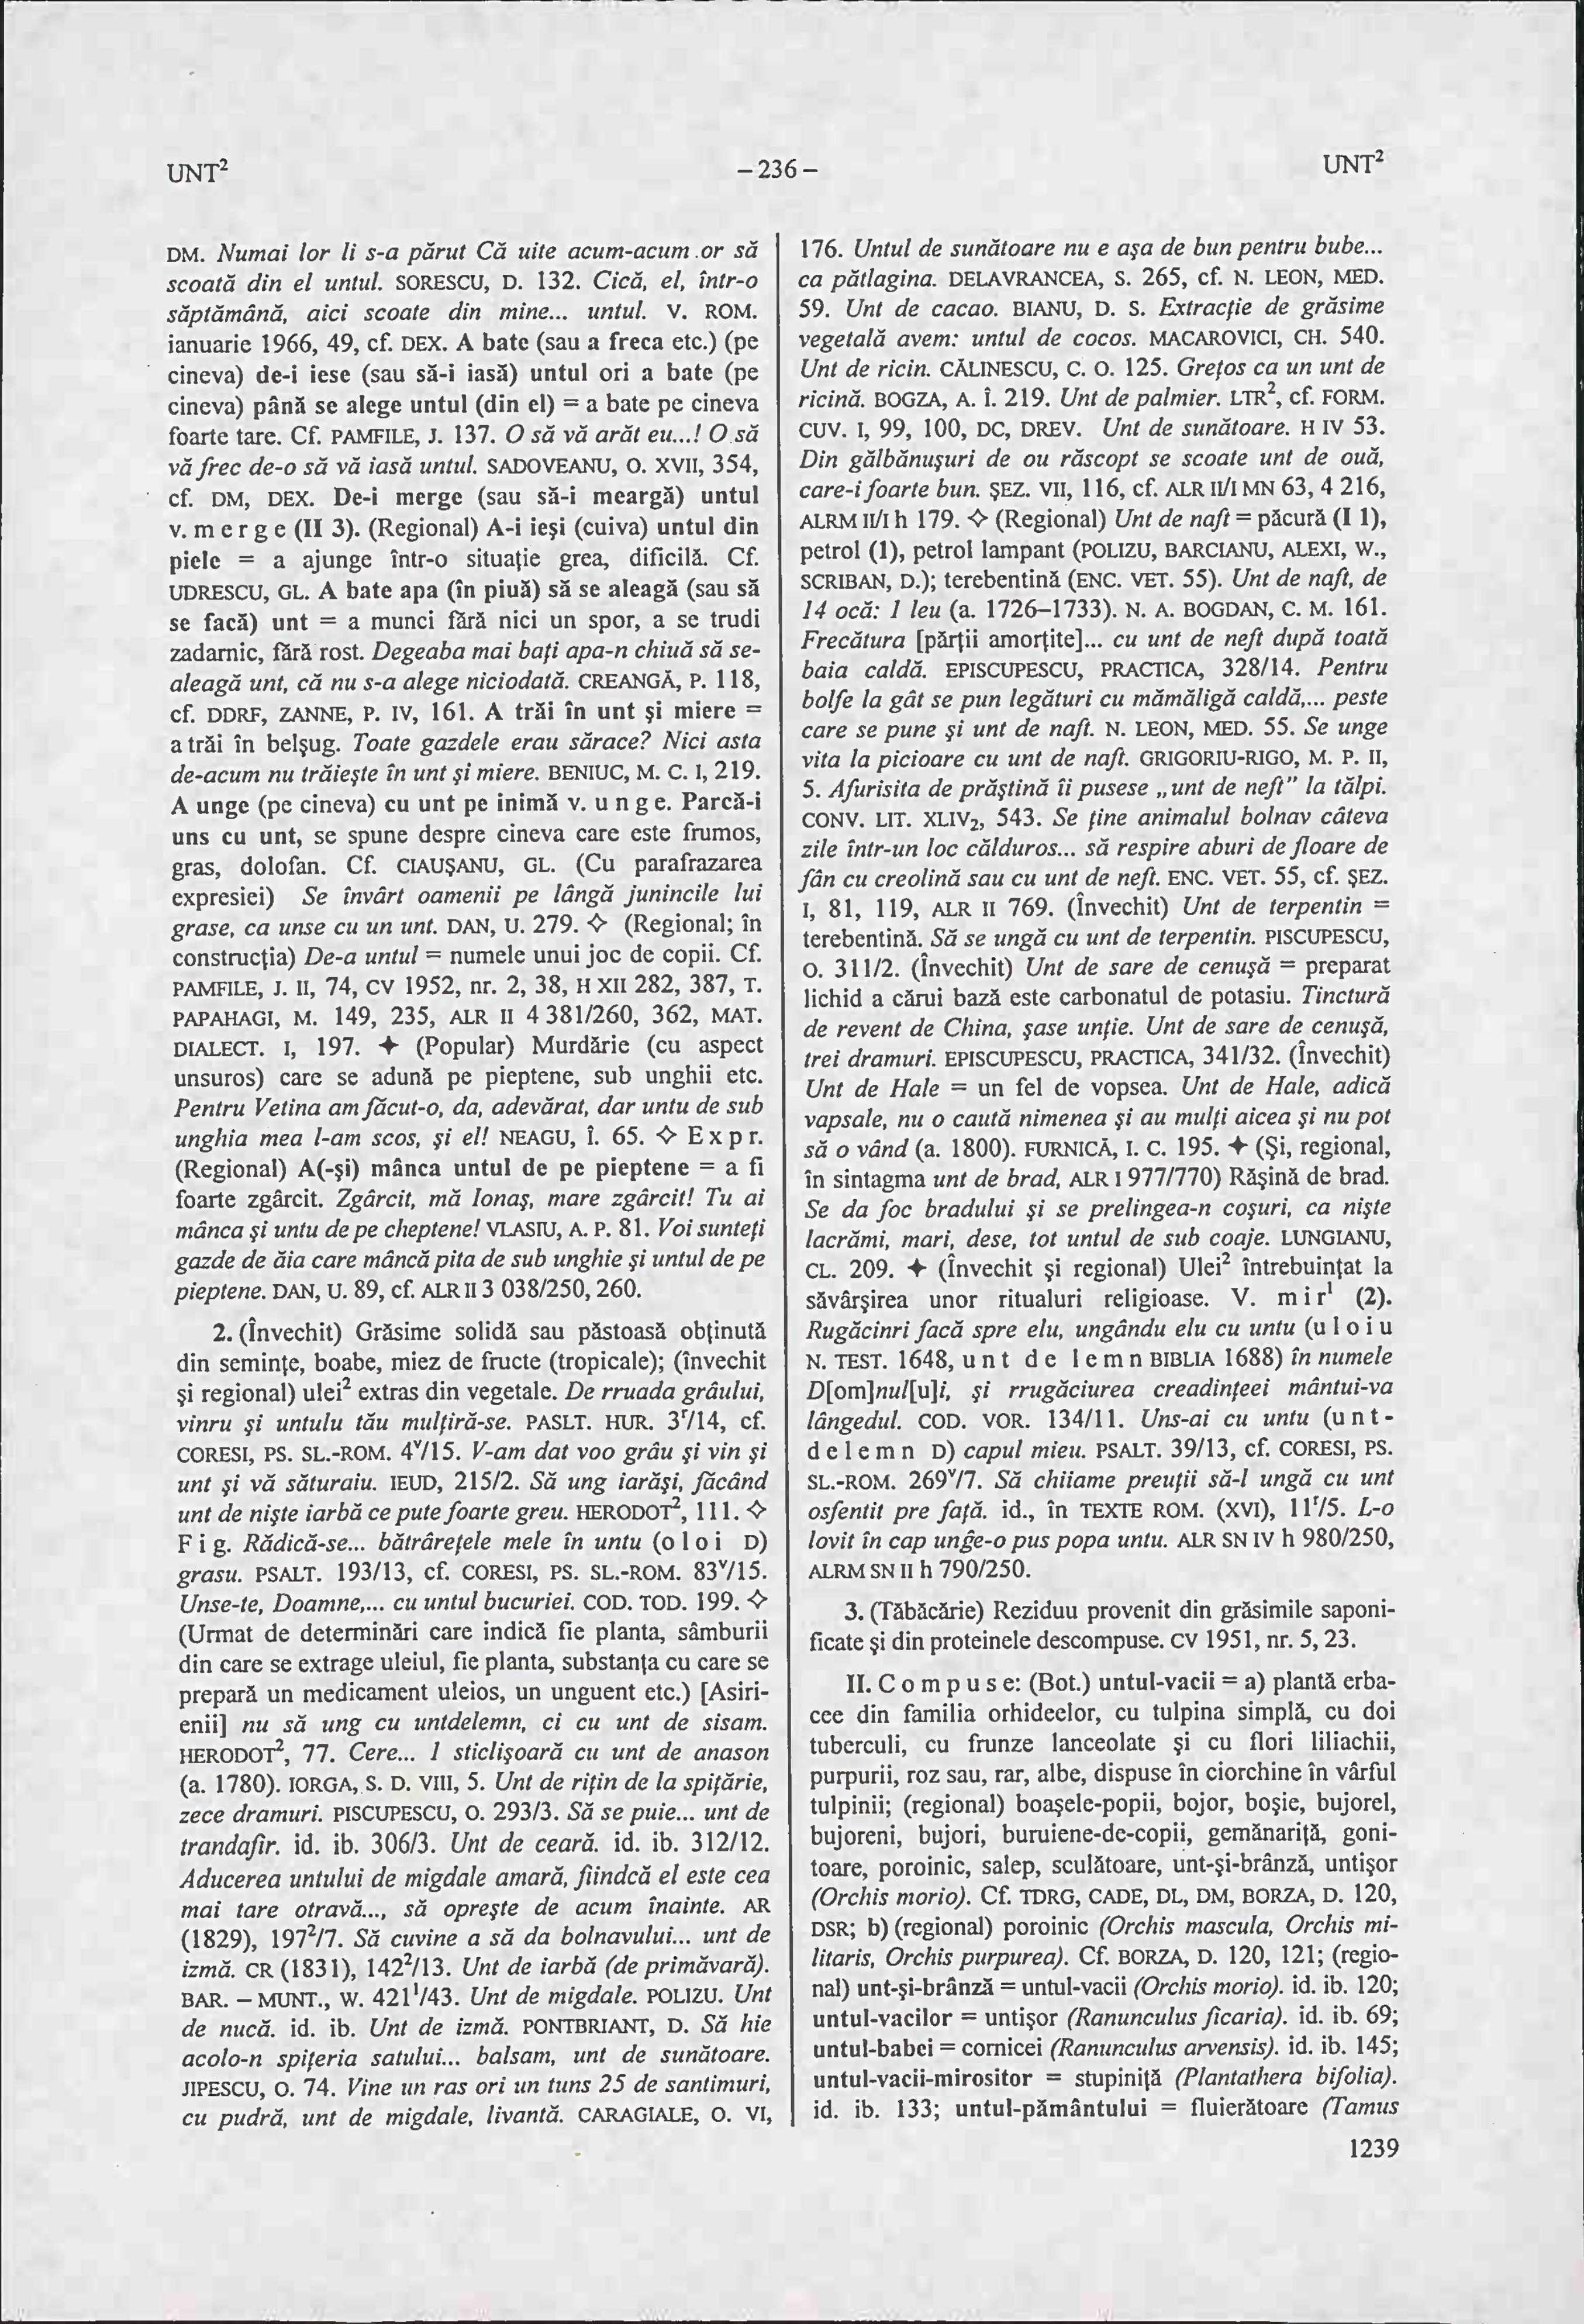 UNT²
–236–
UNT²
DM. Numai lor li s-a părut Că uite acum-acum or să
scoată din el untul. SORESCU, D. 132. Cică, el, într-o
săptămână, aici scoate din mine... untul. V. ROM.
ianuarie 1966, 49, cf. DEX. A bate (sau a freca etc.) (pe
cineva) de-i iese (sau să-i iasă) untul ori a bate (pe
cineva) până se alege untul (din el) = a bate pe cineva
foarte tare. Cf. PAMFILE, J. 137. O să vă arăt eu...! O să
vă frec de-o să vă iasă untul. SADOVEANU, O. XVII, 354,
cf. DM, DEX. De-i merge (sau să-i meargă) untul
v. m e r g e (II 3). (Regional) A-i ieşi (cuiva) untul din
piele = a ajunge într-o situaţie grea, dificilă. Cf.
UDRESCU, GL. A bate apa (în piuă) să se aleagă (sau să
se facă) unt = a munci fără nici un spor, a se trudi
zadarnic, fără rost. Degeaba mai baţi apa-n chiuă să se-
aleagă unt, că nu s-a alege niciodată. CREANGĂ, P. 118,
cf. DDRF, ZANNE, P. IV, 161. A trăi în unt şi miere =
a trăi în belşug. Toate gazdele erau sărace? Nici asta
de-acum nu trăieşte în unt şi miere. BENIUC, M. C. I, 219.
A unge (pe cineva) cu unt pe inimă v. u n g e. Parcă-i
uns cu unt, se spune despre cineva care este frumos,
gras, dolofan. Cf. CIAUŞANU, GL. (Cu parafrazarea
expresiei) Se învârt oamenii pe lângă junincile lui
grase, ca unse cu un unt. DAN, U. 279. ◇ (Regional; în
construcţia) De-a untul = numele unui joc de copii. Cf.
PAMFILE, J. II, 74, CV 1952, nr. 2, 38, H XII 282, 387, T.
PAPAHAGI, M. 149, 235, ALR II 4 381/260, 362, MAT.
DIALECT. I, 197. ✦ (Popular) Murdărie (cu aspect
unsuros) care se adună pe pieptene, sub unghii etc.
Pentru Vetina am făcut-o, da, adevărat, dar untu de sub
unghia mea l-am scos, şi el! NEAGU, Î. 65. ◇ E x p r.
(Regional) A(-şi) mânca untul de pe pieptene = a fi
foarte zgârcit. Zgârcit, mă Ionaş, mare zgârcit! Tu ai
mânca şi untu de pe cheptene! VLASIU, A. P. 81. Voi sunteţi
gazde de ăia care mâncă pita de sub unghie şi untul de pe
pieptene. DAN, U. 89, cf. ALR II 3 038/250, 260.
2. (Învechit) Grăsime solidă sau păstoasă obţinută
din seminţe, boabe, miez de fructe (tropicale); (învechit
şi regional) ulei² extras din vegetale. De rruada grâului,
vinru şi untulu tău mulţiră-se. PASLT. HUR. 3ʳ/14, cf.
CORESI, PS. SL.-ROM. 4ᵛ/15. V-am dat voo grâu şi vin şi
unt şi vă săturaiu. IEUD, 215/2. Să ung iarăşi, făcând
unt de nişte iarbă ce pute foarte greu. HERODOT², 111. ◇
F i g. Rădică-se... bătrâreţele mele în untu (o l o i D)
grasu. PSALT. 193/13, cf. CORESI, PS. SL.-ROM. 83ᵛ/15.
Unse-te, Doamne,... cu untul bucuriei. COD. TOD. 199. ◇
(Urmat de determinări care indică fie planta, sâmburii
din care se extrage uleiul, fie planta, substanţa cu care se
prepară un medicament uleios, un unguent etc.) [Asiri-
enii] nu să ung cu untdelemn, ci cu unt de sisam.
HERODOT², 77. Cere... 1 sticlişoară cu unt de anason
(a. 1780). IORGA, S. D. VIII, 5. Unt de riţin de la spiţărie,
zece dramuri. PISCUPESCU, O. 293/3. Să se puie... unt de
trandafir. id. ib. 306/3. Unt de ceară. id. ib. 312/12.
Aducerea untului de migdale amară, fiindcă el este cea
mai tare otravă..., să opreşte de acum înainte. AR
(1829), 197²/7. Să cuvine a să da bolnavului... unt de
izmă. CR (1831), 142²/13. Unt de iarbă (de primăvară).
BAR. – MUNT., W. 421¹/43. Unt de migdale. POLIZU. Unt
de nucă. id. ib. Unt de izmă. PONTBRIANT, D. Să hie
acolo-n spiţeria satului... balsam, unt de sunătoare.
JIPESCU, O. 74. Vine un ras ori un tuns 25 de santimuri,
cu pudră, unt de migdale, livantă. CARAGIALE, O. VI,
176. Untul de sunătoare nu e aşa de bun pentru bube...
ca pătlagina. DELAVRANCEA, S. 265, cf. N. LEON, MED.
59. Unt de cacao. BIANU, D. S. Extracţie de grăsime
vegetală avem: untul de cocos. MACAROVICI, CH. 540.
Unt de ricin. CĂLINESCU, C. O. 125. Greţos ca un unt de
ricină. BOGZA, A. Î. 219. Unt de palmier. LTR², cf. FORM.
CUV. I, 99, 100, DC, DREV. Unt de sunătoare. H IV 53.
Din gălbănuşuri de ou răscopt se scoate unt de ouă,
care-i foarte bun. ŞEZ. VII, 116, cf. ALR II/I MN 63, 4 216,
ALRM II/I h 179. ◇ (Regional) Unt de naft = păcură (I 1),
petrol (1), petrol lampant (POLIZU, BARCIANU, ALEXI, W.,
SCRIBAN, D.); terebentină (ENC. VET. 55). Unt de naft, de
14 ocă: 1 leu (a. 1726–1733). N. A. BOGDAN, C. M. 161.
Frecătura [părţii amorţite]... cu unt de neft după toată
baia caldă. EPISCUPESCU, PRACTICA, 328/14. Pentru
bolfe la gât se pun legături cu mămăligă caldă,... peste
care se pune şi unt de naft. N. LEON, MED. 55. Se unge
vita la picioare cu unt de naft. GRIGORIU-RIGO, M. P. II,
5. Afurisita de prăştină îi pusese „unt de neft” la tălpi.
CONV. LIT. XLIV₂, 543. Se ţine animalul bolnav câteva
zile într-un loc călduros... să respire aburi de floare de
fân cu creolină sau cu unt de neft. ENC. VET. 55, cf. ŞEZ.
I, 81, 119, ALR II 769. (Învechit) Unt de terpentin =
terebentină. Să se ungă cu unt de terpentin. PISCUPESCU,
O. 311/2. (Învechit) Unt de sare de cenuşă = preparat
lichid a cărui bază este carbonatul de potasiu. Tinctură
de revent de China, şase unţie. Unt de sare de cenuşă,
trei dramuri. EPISCUPESCU, PRACTICA, 341/32. (Învechit)
Unt de Hale = un fel de vopsea. Unt de Hale, adică
vapsale, nu o caută nimenea şi au mulţi aicea şi nu pot
să o vând (a. 1800). FURNICĂ, I. C. 195. ✦ (Şi, regional,
în sintagma unt de brad, ALR I 977/770) Răşină de brad.
Se da foc bradului şi se prelingea-n coşuri, ca nişte
lacrămi, mari, dese, tot untul de sub coaje. LUNGIANU,
CL. 209. ✦ (Învechit şi regional) Ulei² întrebuinţat la
săvârşirea unor ritualuri religioase. V. m i r¹ (2).
Rugăcinri facă spre elu, ungându elu cu untu (u l o i u
N. TEST. 1648, u n t d e l e m n BIBLIA 1688) în numele
D[om]nul[u]i, şi rrugăciurea creadinţeei mântui-va
lângedul. COD. VOR. 134/11. Uns-ai cu untu (u n t -
d e l e m n D) capul mieu. PSALT. 39/13, cf. CORESI, PS.
SL.-ROM. 269ᵛ/7. Să chiiame preuţii să-l ungă cu unt
osfentit pre faţă. id., în TEXTE ROM. (XVI), 11ʳ/5. L-o
lovit în cap unĝe-o pus popa untu. ALR SN IV h 980/250,
ALRM SN II h 790/250.
3. (Tăbăcărie) Reziduu provenit din grăsimile saponi-
ficate şi din proteinele descompuse. CV 1951, nr. 5, 23.
II. C o m p u s e: (Bot.) untul-vacii = a) plantă erba-
cee din familia orhideelor, cu tulpina simplă, cu doi
tuberculi, cu frunze lanceolate şi cu flori liliachii,
purpurii, roz sau, rar, albe, dispuse în ciorchine în vârful
tulpinii; (regional) boaşele-popii, bojor, boşie, bujorel,
bujoreni, bujori, buruiene-de-copii, gemănariţă, goni-
toare, poroinic, salep, sculătoare, unt-şi-brânză, untişor
(Orchis morio). Cf. TDRG, CADE, DL, DM, BORZA, D. 120,
DSR; b) (regional) poroinic (Orchis mascula, Orchis mi-
litaris, Orchis purpurea). Cf. BORZA, D. 120, 121; (regio-
nal) unt-şi-brânză = untul-vacii (Orchis morio). id. ib. 120;
untul-vacilor = untişor (Ranunculus ficaria). id. ib. 69;
untul-babei = cornicei (Ranunculus arvensis). id. ib. 145;
untul-vacii-mirositor = stupiniţă (Plantathera bifolia).
id. ib. 133; untul-pământului = fluierătoare (Tamus
1239